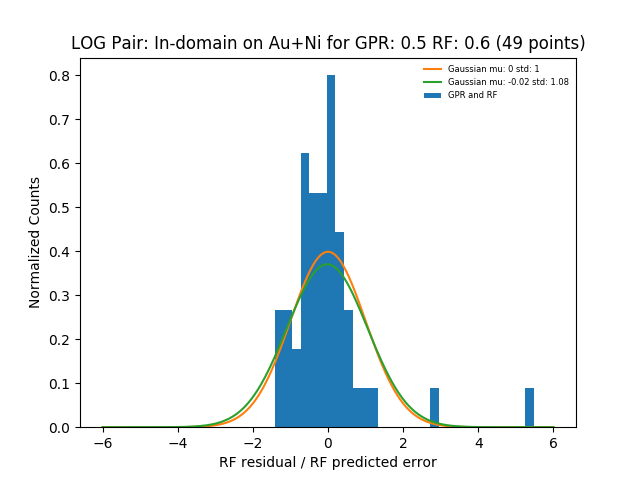 LOG Pair: In-domain on Au+Ni for GPR: 0.5 RF: 0.6 (49 points)
Gaussian mu: 0 std: 1
Gaussian mu: -0.02 std: 1.08
GPR and RF
Normalized Counts
0.8
0.7
0.6
0.5
0.4
0.3
0.2
0.1
0.0
−6 −4 −2 0 2 4 6
RF residual / RF predicted error